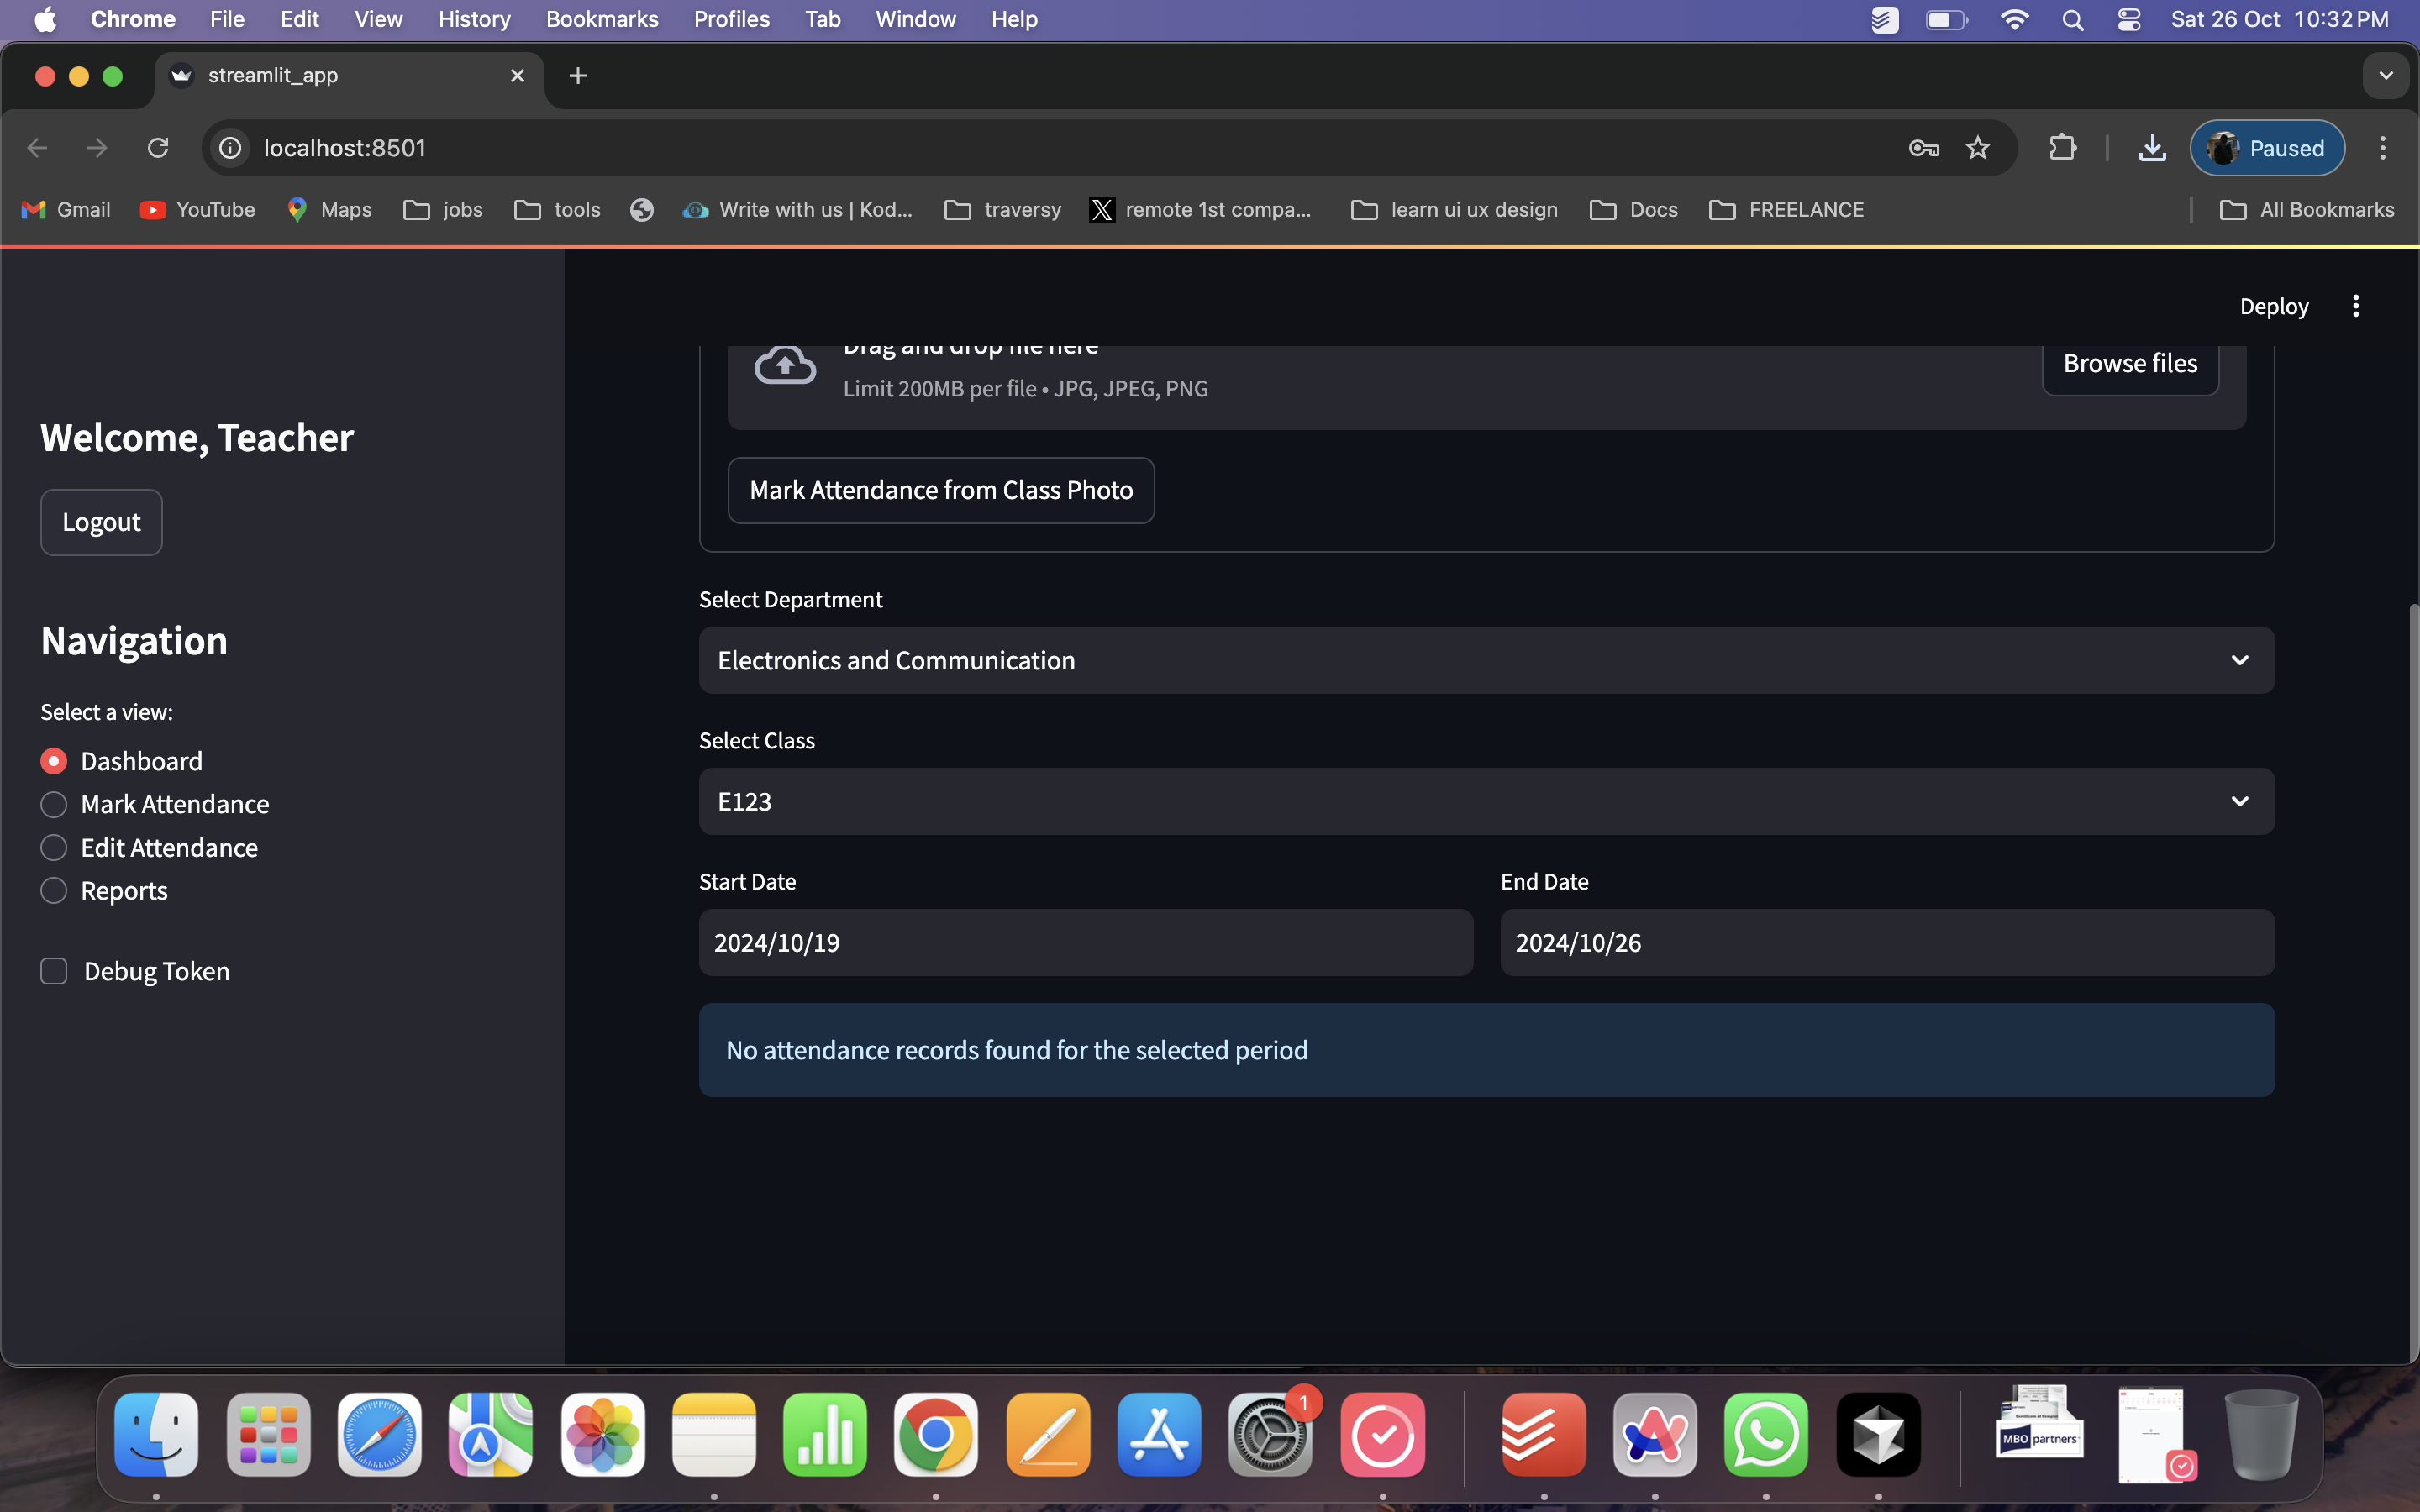 Chrome File Edit View History Bookmarks Profiles Tab Window Help Sat 26 Oct 10:32 PM
streamlit_app
localhost:8501 Paused
Gmail YouTube Maps jobs tools Write with us | Kod... traversy remote 1st compa... learn ui ux design Docs FREELANCE All Bookmarks
Deploy
Welcome, Teacher
Logout
Navigation
Select a view:
Dashboard
Mark Attendance
Edit Attendance
Reports
Debug Token
Drag and drop file here
Limit 200MB per file • JPG, JPEG, PNG
Browse files
Mark Attendance from Class Photo
Select Department
Electronics and Communication
Select Class
E123
Start Date
2024/10/19
End Date
2024/10/26
No attendance records found for the selected period
1
MBO partners